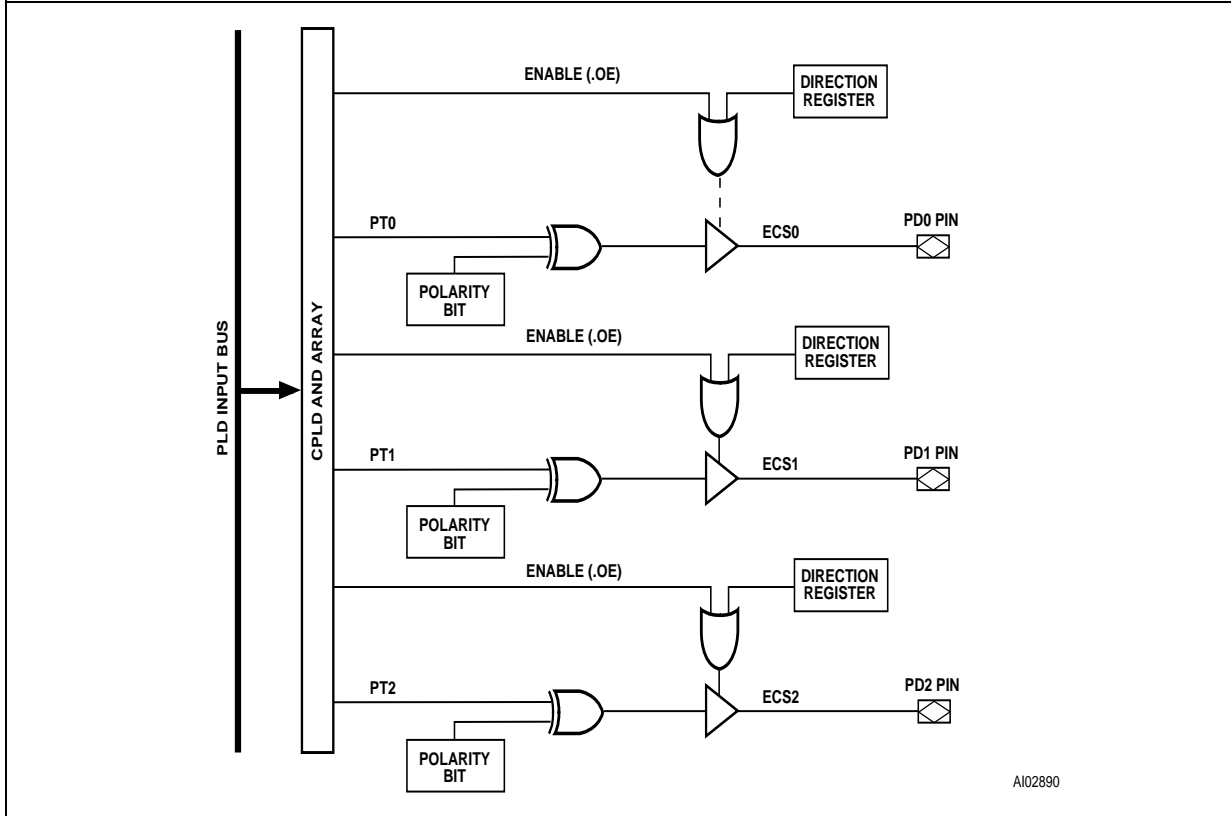 ENABLE (.OE)
DIRECTION
REGISTER
PT0
ECS0
PD0 PIN
POLARITY
BIT
ENABLE (.OE)
DIRECTION
REGISTER
PLD INPUT BUS
CPLD AND ARRAY
PT1
ECS1
PD1 PIN
POLARITY
BIT
ENABLE (.OE)
DIRECTION
REGISTER
PT2
ECS2
PD2 PIN
POLARITY
BIT
AI02890